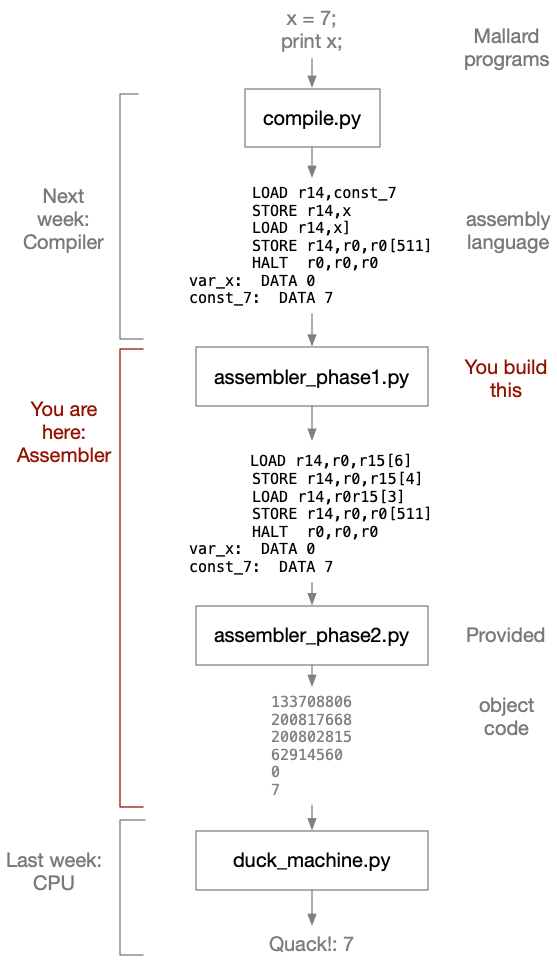 x = 7;
print x;
Mallard
programs
compile.py
Next
week:
Compiler
LOAD r14,const_7
STORE r14,x
LOAD r14,x]
STORE r14,r0,r0[511]
HALT r0,r0,r0
var_x: DATA 0
const_7: DATA 7
assembly
language
assembler_phase1.py
You build
this
You are
here:
Assembler
LOAD r14,r0,r15[6]
STORE r14,r0,r15[4]
LOAD r14,r0r15[3]
STORE r14,r0,r0[511]
HALT r0,r0,r0
var_x: DATA 0
const_7: DATA 7
assembler_phase2.py
Provided
133708806
200817668
200802815
62914560
0
7
object
code
Last week:
CPU
duck_machine.py
Quack!: 7